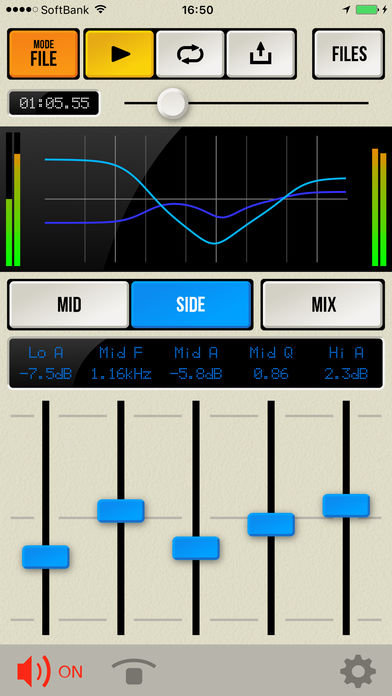 SoftBank 16:50
MODE
FILE
FILES
01:05.55
MID SIDE MIX
Lo A Mid F Mid A Mid Q Hi A
-7.5dB 1.16kHz -5.8dB 0.86 2.3dB
ON